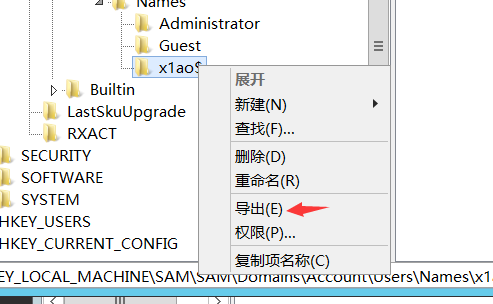 Names
Administrator
Guest
x1ao$
Builtin
LastSkuUpgrade
RXACT
SECURITY
SOFTWARE
SYSTEM
HKEY_USERS
HKEY_CURRENT_CONFIG
展开
新建(N)
查找(F)...
删除(D)
重命名(R)
导出(E)
权限(P)...
复制项名称(C)
EY_LOCAL_MACHINE\SAM\SAM\Domains\Account\Users\Names\x1a